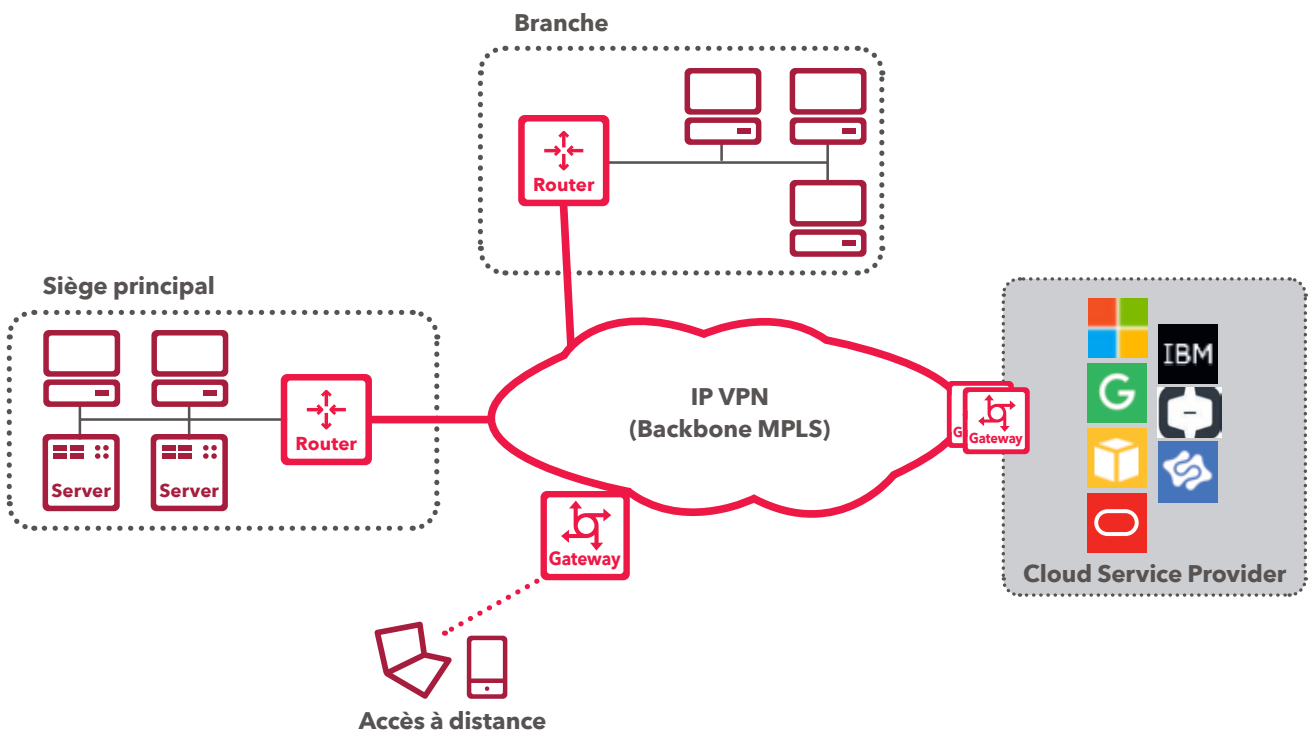 Branche
Router
Siège principal
Router
Server
Server
IP VPN
(Backbone MPLS)
G
Gateway
IBM
G
Cloud Service Provider
Gateway
Accès à distance